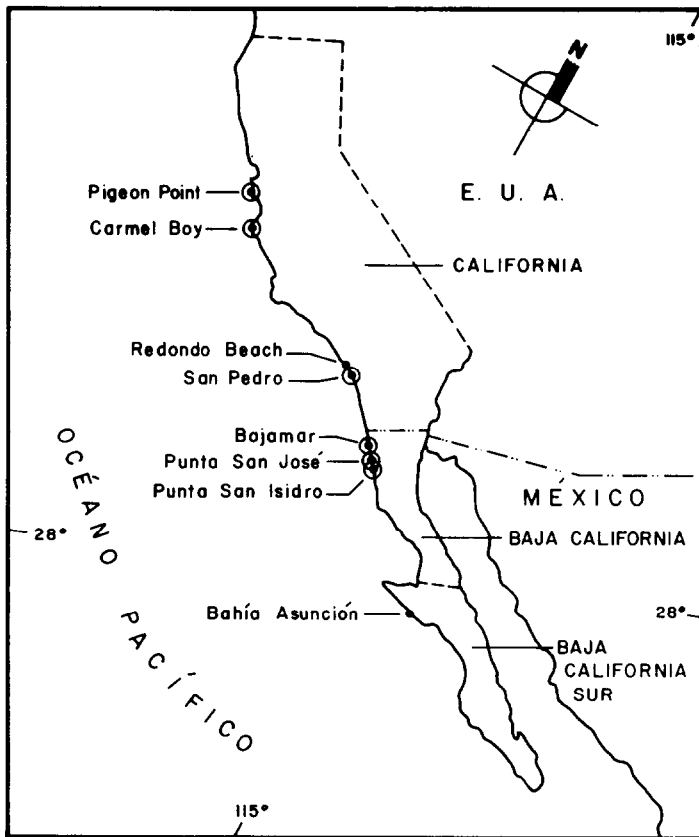 115°
N
Pigeon Point
E. U. A.
Carmel Boy
CALIFORNIA
Redondo Beach
San Pedro
Bajamar
Punta San José
Punta San Isidro
MÉXICO
OCÉANO PACÍFICO
28°
BAJA CALIFORNIA
Bahía Asunción
28°
BAJA
CALIFORNIA
SUR
115°